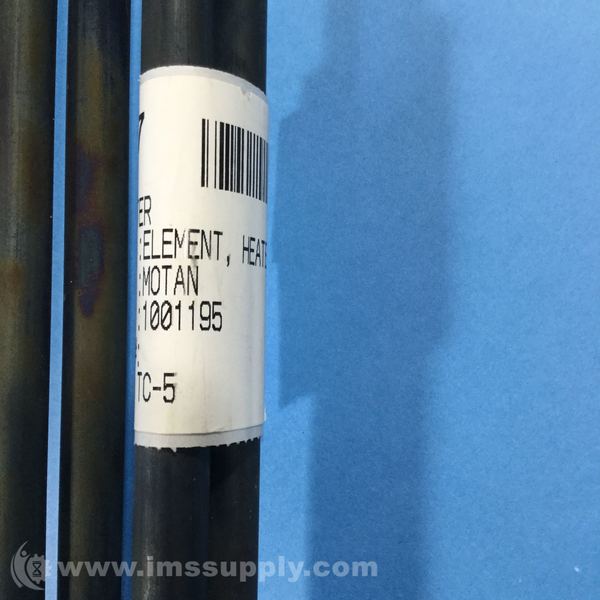 7
ER
:ELEMENT, HEAT
:MOTAN
:1001195
:
TC-5
www.imssupply.com